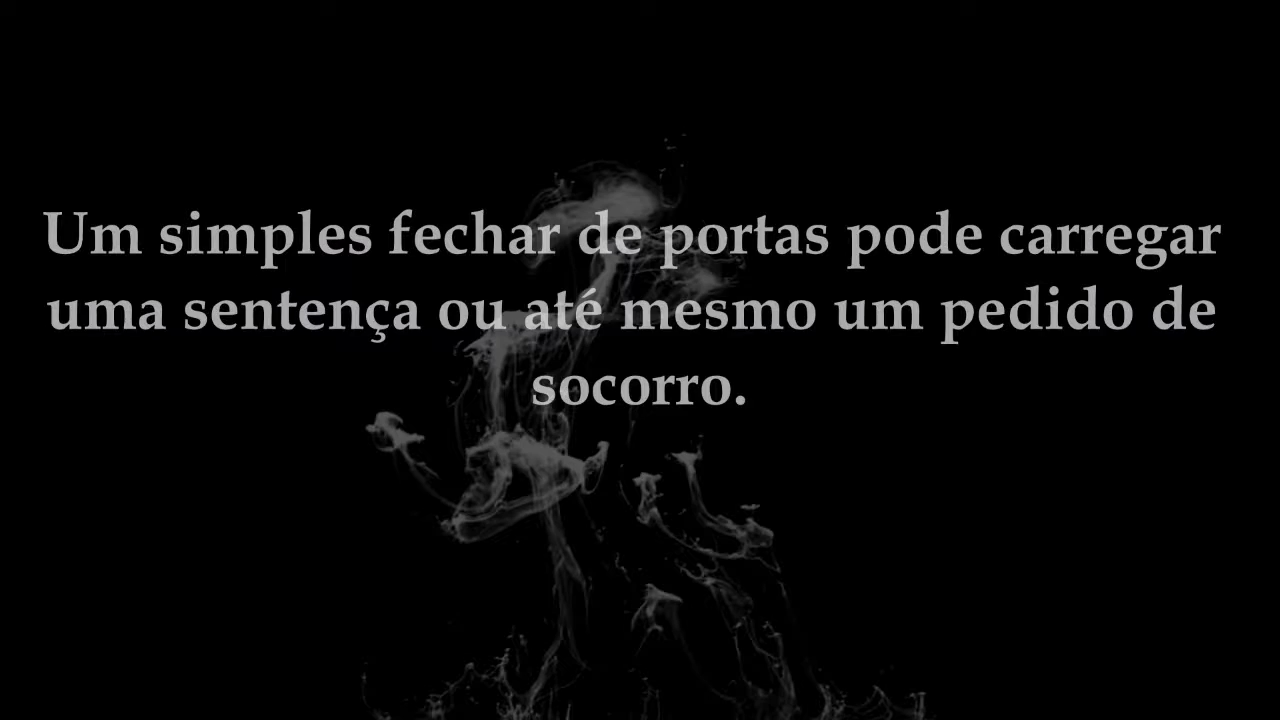 Um simples fechar de portas pode carregar
uma sentença ou até mesmo um pedido de
socorro.